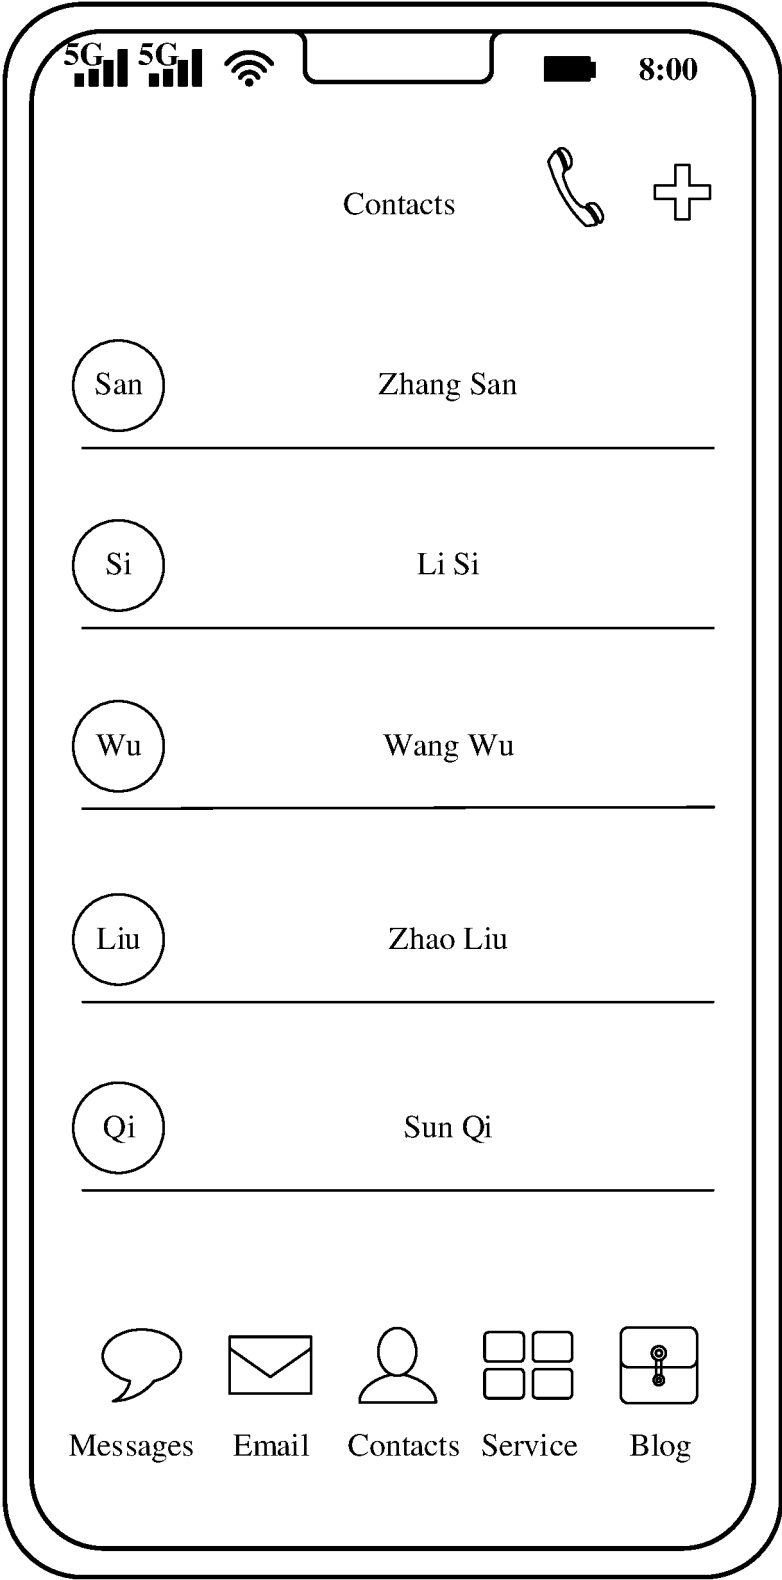 5G 5G 8:00
Contacts
San Zhang San
Si Li Si
Wu Wang Wu
Liu Zhao Liu
Qi Sun Qi
Messages Email Contacts Service Blog